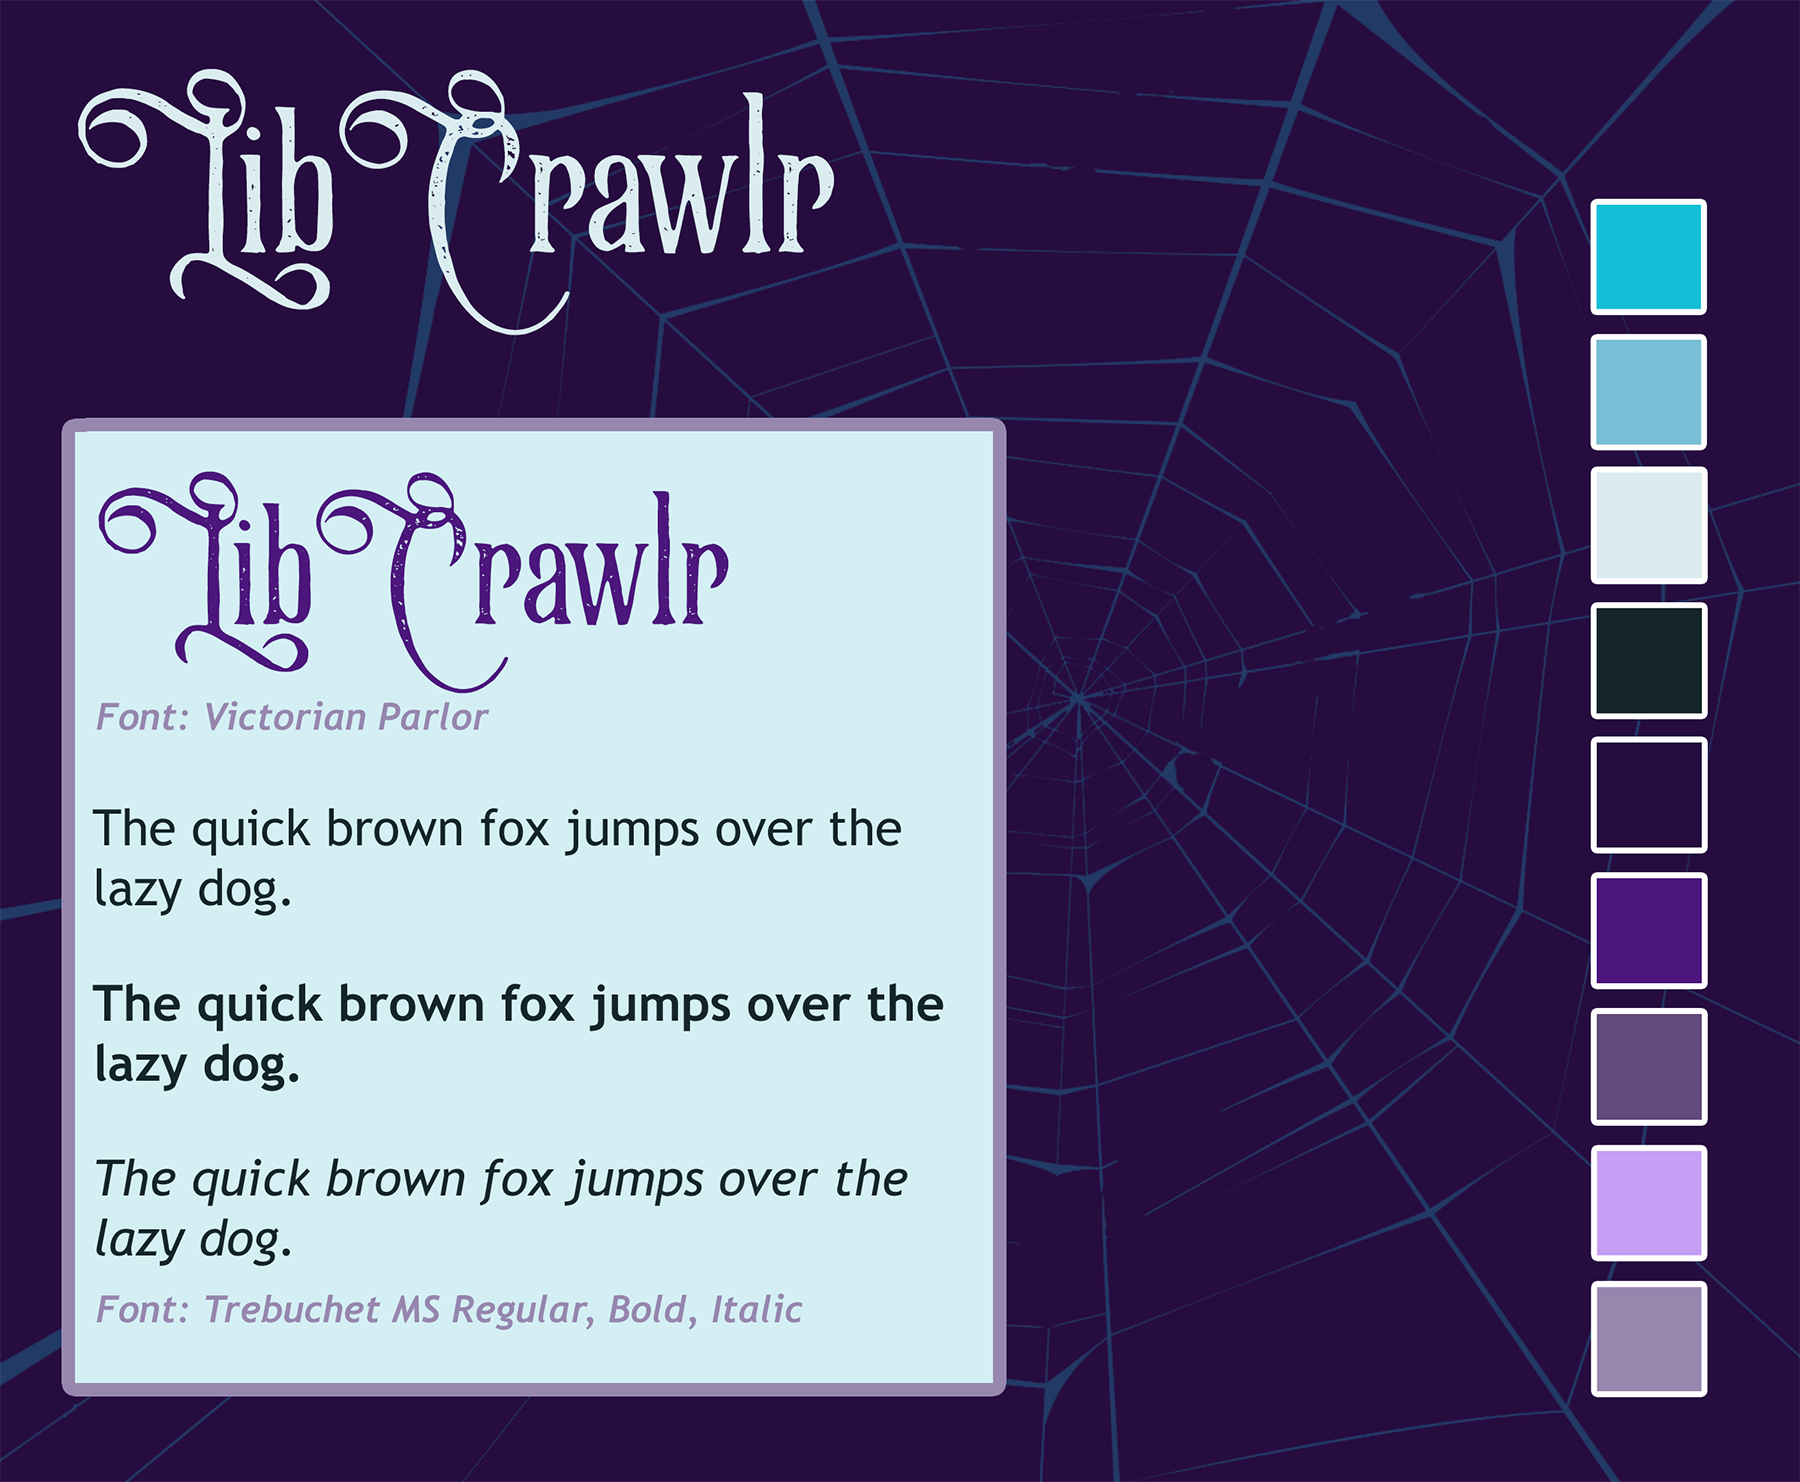 Lib Crawlr
Lib Crawlr
Font: Victorian Parlor
The quick brown fox jumps over the
lazy dog.
The quick brown fox jumps over the
lazy dog.
The quick brown fox jumps over the
lazy dog.
Font: Trebuchet MS Regular, Bold, Italic